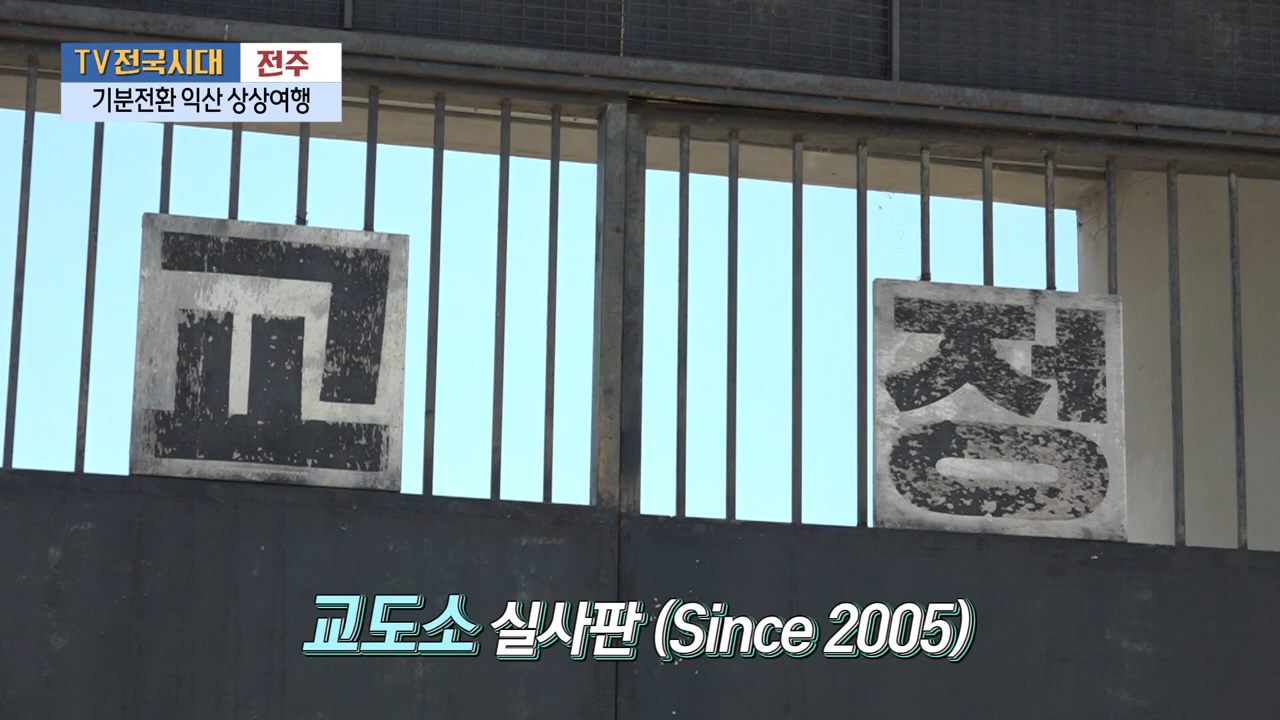 TV전국시대 전주
기분전환 익산 상상여행
교 정
교도소 실사판 (Since 2005)